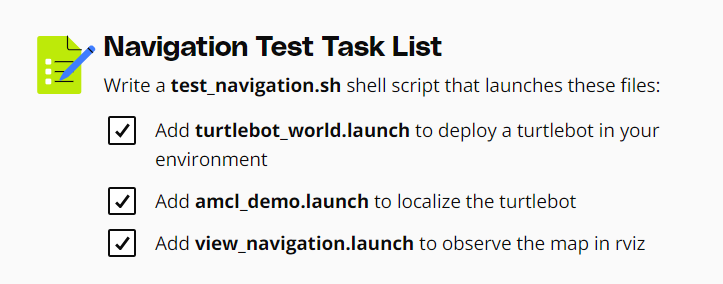 Navigation Test Task List
Write a test_navigation.sh shell script that launches these files:
Add turtlebot_world.launch to deploy a turtlebot in your
environment
Add amcl_demo.launch to localize the turtlebot
Add view_navigation.launch to observe the map in rviz